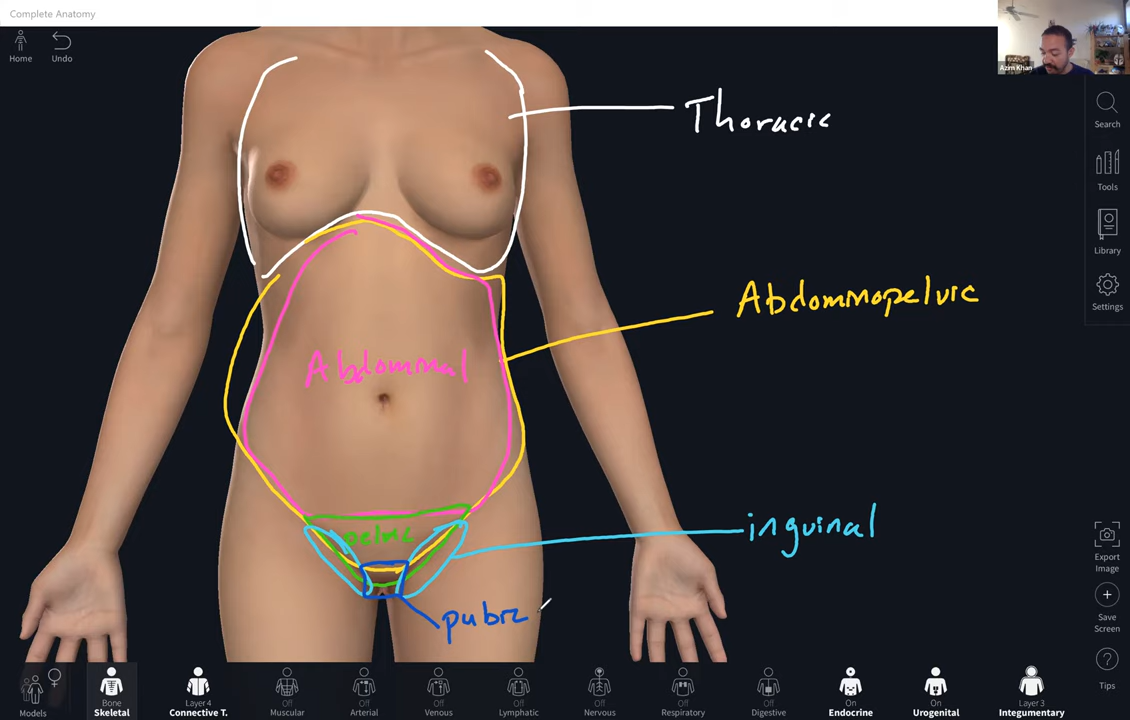 Complete Anatomy
Home
Undo
Azim Khan
Search
Tools
Library
Settings
Thoracic
Abdominopelvic
Abdominal
pelvic
inguinal
pubic
Export
Image
Save
Screen
Tips
Models
Bone
Skeletal
Layer 4
Connective T.
Off
Muscular
Off
Arterial
Off
Venous
Off
Lymphatic
Off
Nervous
Off
Respiratory
Off
Digestive
On
Endocrine
On
Urogenital
Layer 3
Integumentary